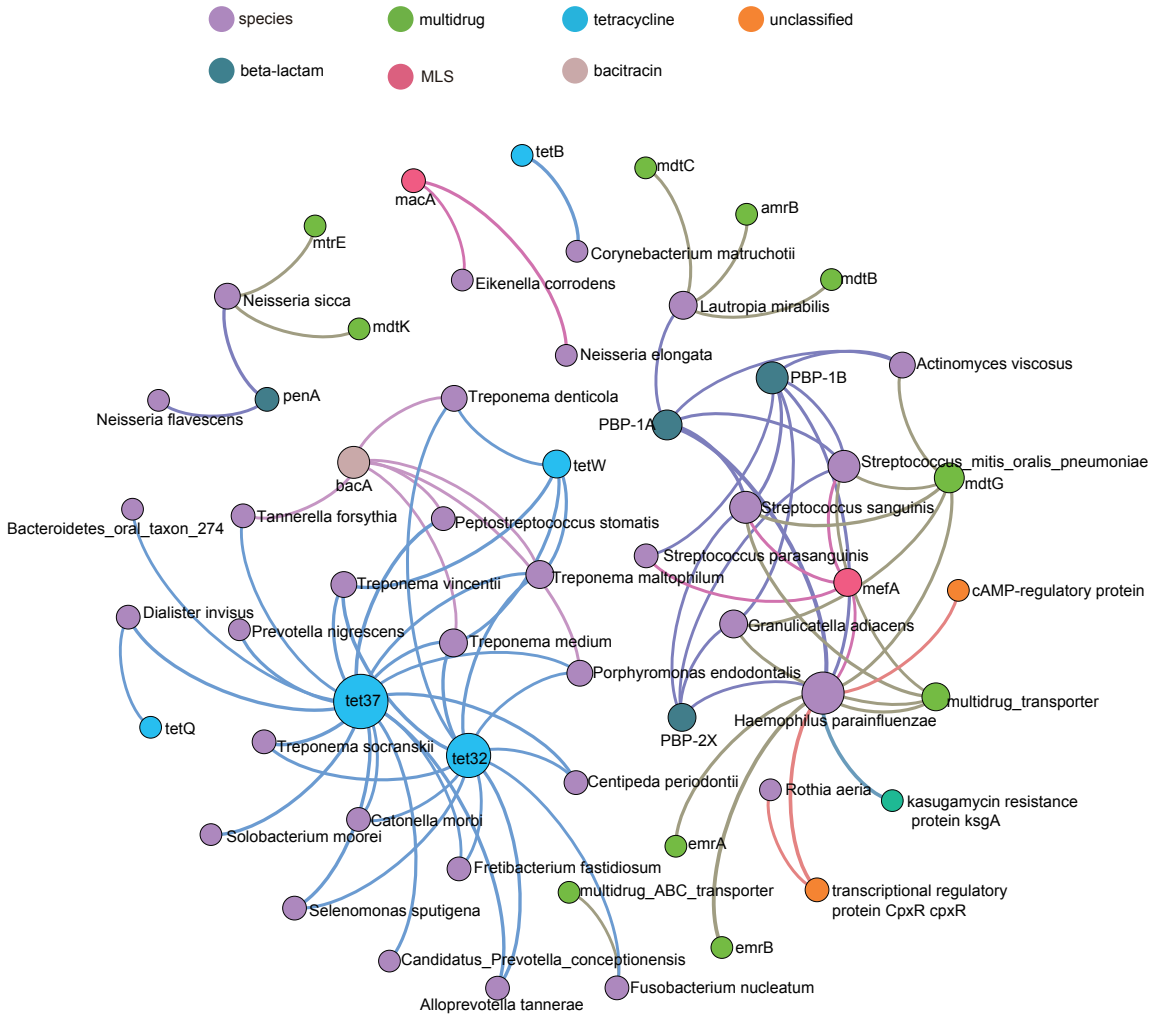 species
multidrug
tetracycline
unclassified
beta-lactam
MLS
bacitracin
tetB
mdtC
macA
amrB
mtrE
Corynebacterium matruchotii
Eikenella corrodens
mdtB
Neisseria sicca
Lautropia mirabilis
mdtK
Neisseria elongata
Actinomyces viscosus
PBP-1B
penA
Treponema denticola
Neisseria flavescens
PBP-1A
Streptococcus_mitis_oralis_pneumoniae
tetW
bacA
mdtG
Streptococcus sanguinis
Tannerella forsythia
Peptostreptococcus stomatis
Bacteroidetes_oral_taxon_274
Streptococcus parasanguinis
Treponema vincentii
Treponema maltophilum
mefA
cAMP-regulatory protein
Dialister invisus
Prevotella nigrescens
Granulicatella adiacens
Treponema medium
Porphyromonas endodontalis
tet37
multidrug_transporter
Haemophilus parainfluenzae
tetQ
PBP-2X
Treponema socranskii
tet32
Centipeda periodontii
Rothia aeria
kasugamycin resistance
protein ksgA
Catonella morbi
Solobacterium moorei
emrA
Fretibacterium fastidiosum
multidrug_ABC_transporter
transcriptional regulatory
protein CpxR cpxR
Selenomonas sputigena
emrB
Candidatus_Prevotella_conceptionensis
Fusobacterium nucleatum
Alloprevotella tannerae